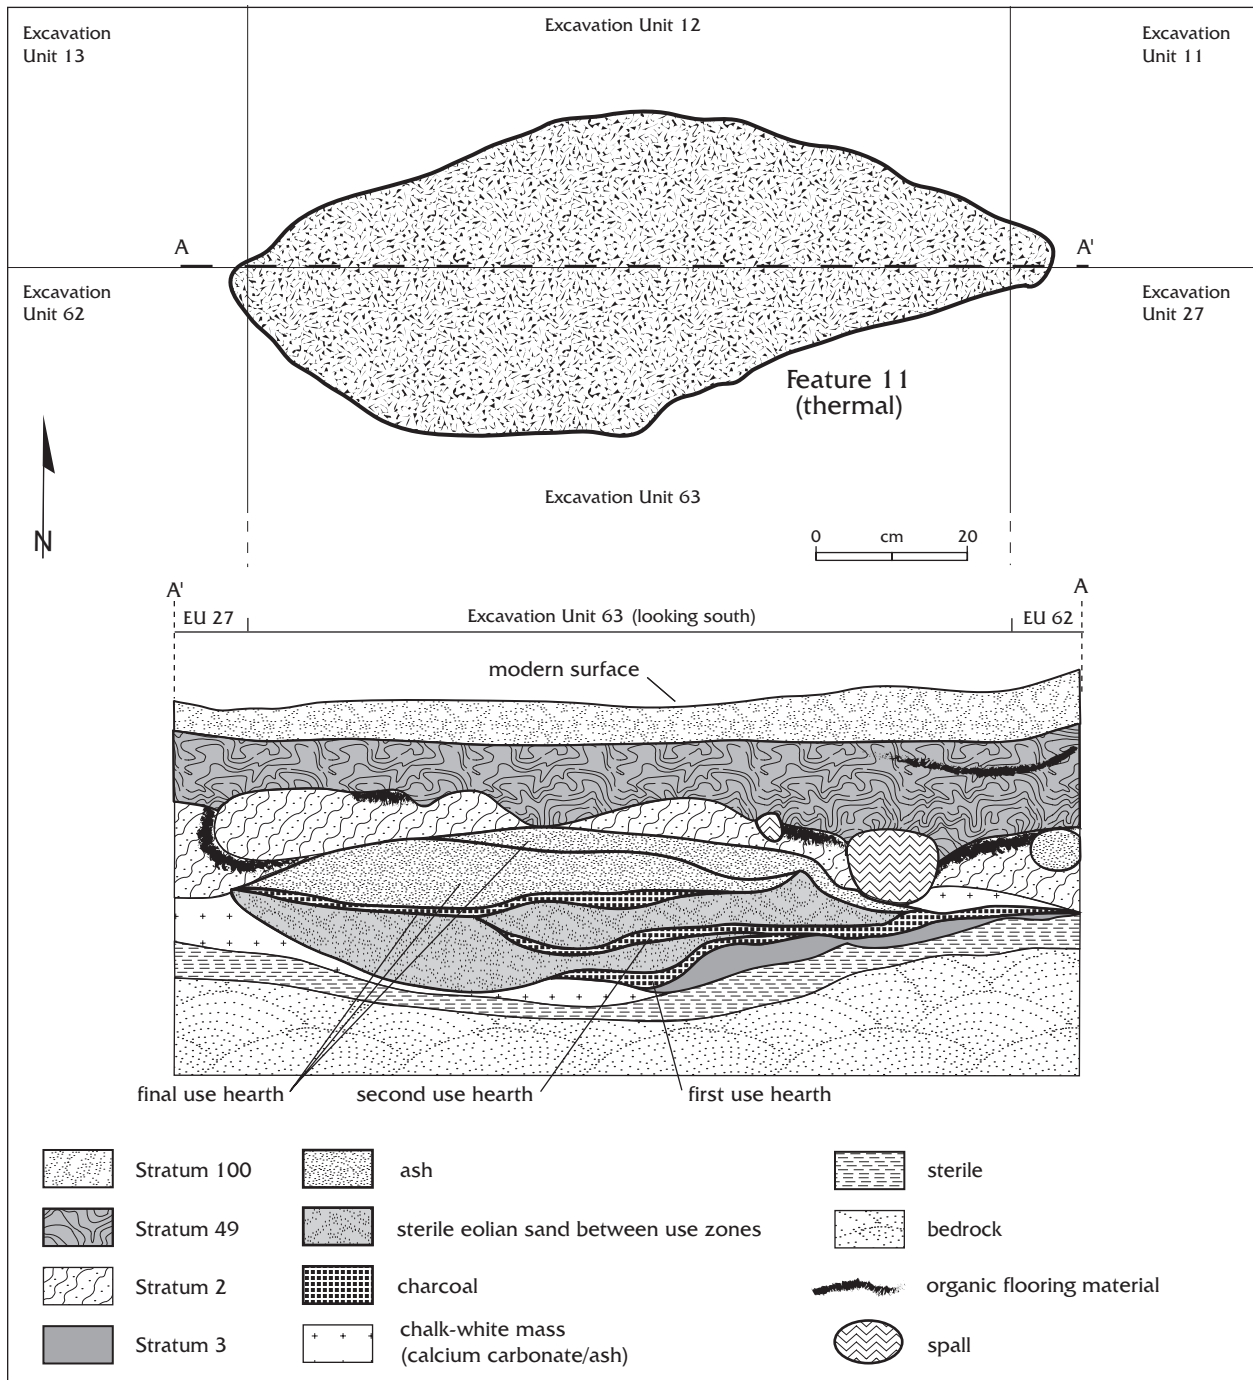 Excavation
Unit 13
Excavation Unit 12
Excavation
Unit 11
A
A'
Excavation
Unit 62
Excavation
Unit 27
Feature 11
(thermal)
Excavation Unit 63
N
0 cm 20
A'
A
EU 27
Excavation Unit 63 (looking south)
EU 62
modern surface
final use hearth
second use hearth
first use hearth
Stratum 100
ash
sterile
Stratum 49
sterile eolian sand between use zones
bedrock
Stratum 2
charcoal
organic flooring material
Stratum 3
chalk-white mass
(calcium carbonate/ash)
spall